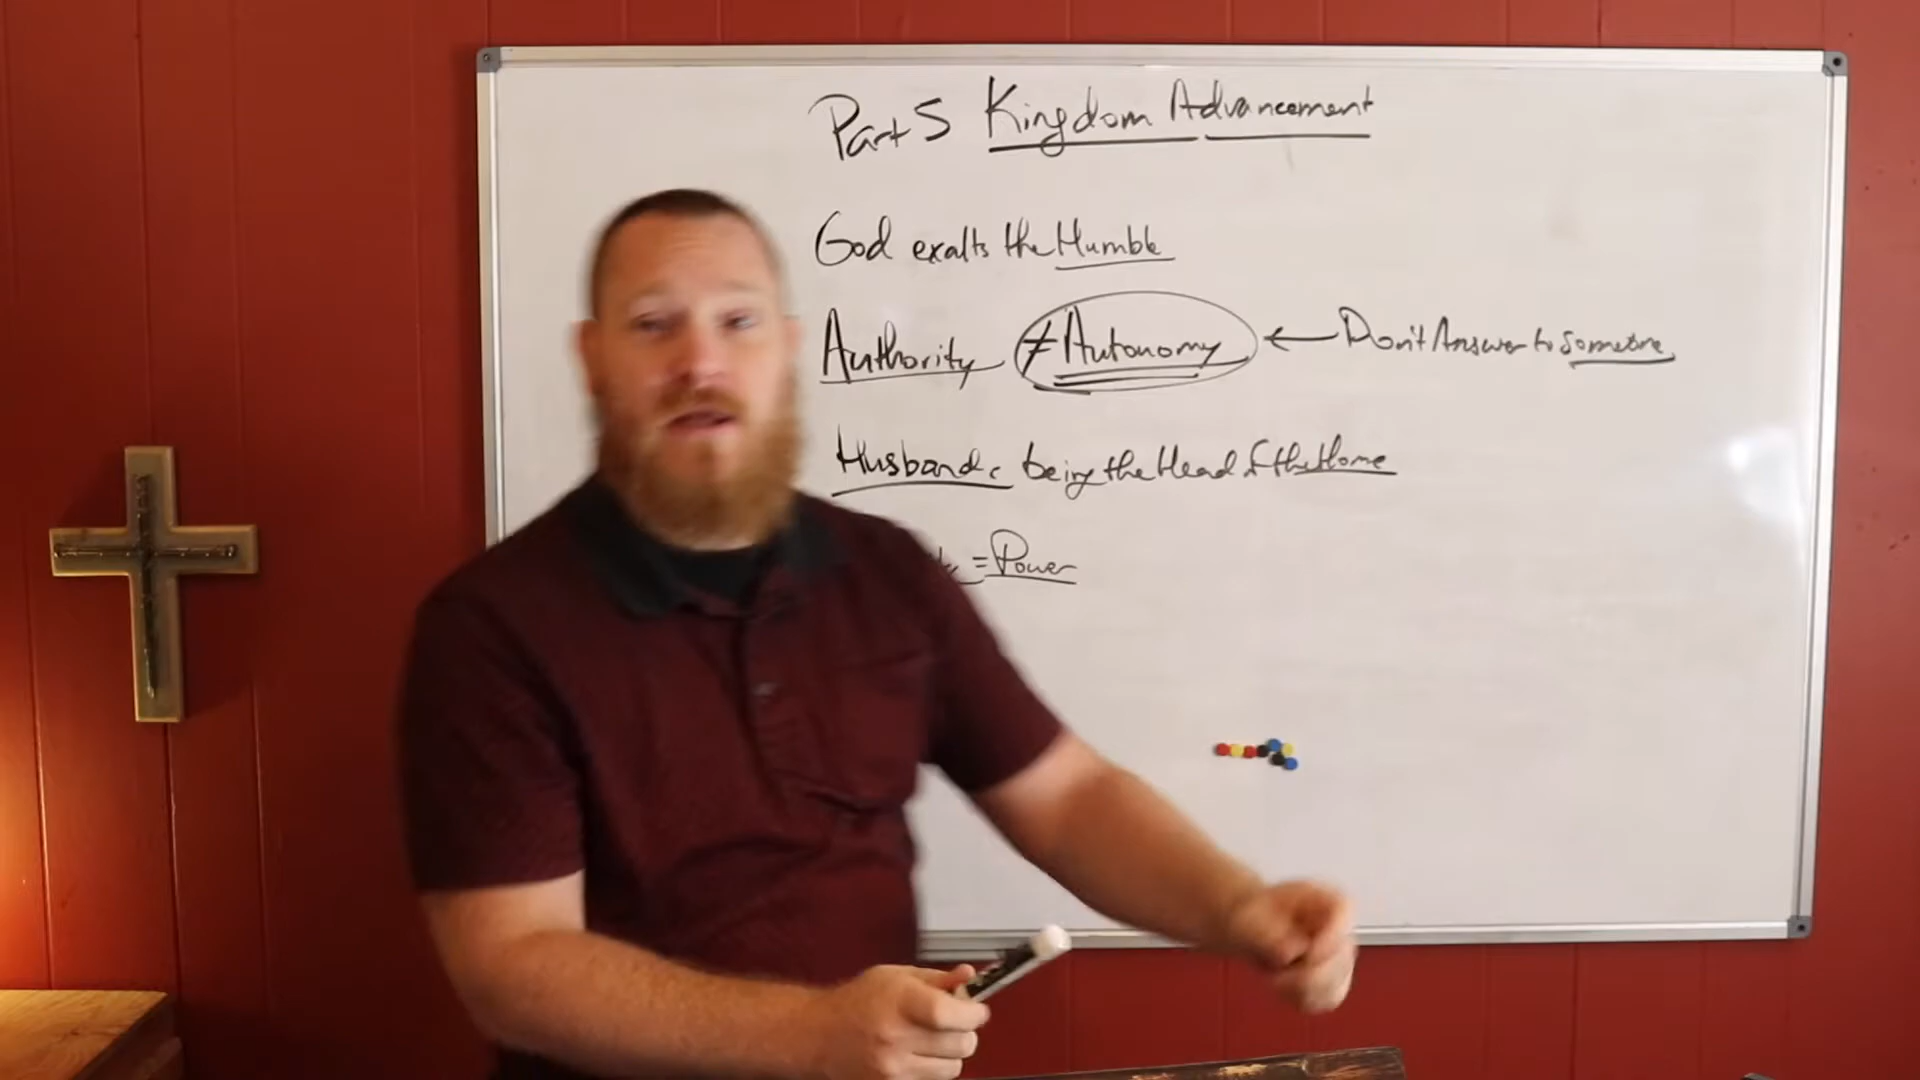 Part 5 Kingdom Advancement
God exalts the Humble
Authority ≠ Autonomy ← Don't Answer to Someone
Husbands being the Head of the Home
= Power